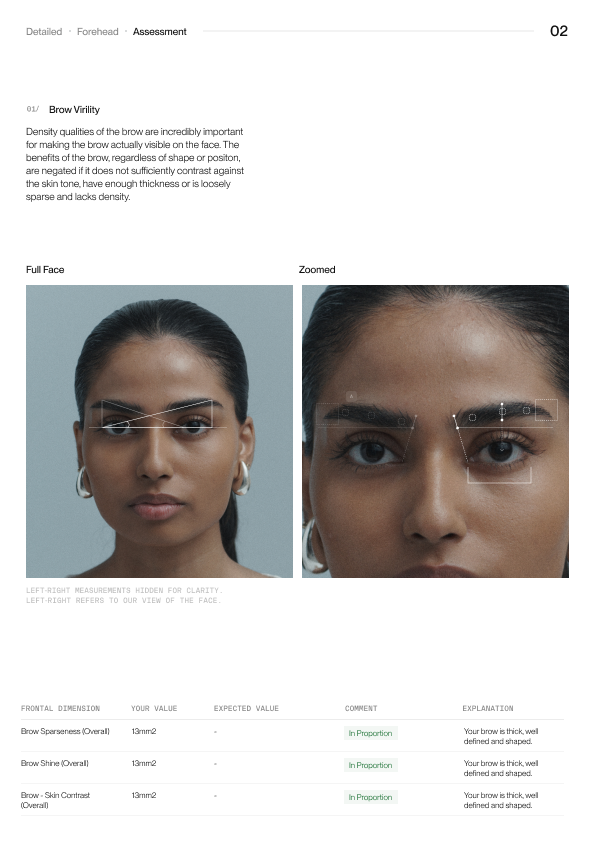 Detailed · Forehead · Assessment 02
01/ Brow Virility
Density qualities of the brow are incredibly important
for making the brow actually visible on the face. The
benefits of the brow, regardless of shape or positon,
are negated if it does not sufficiently contrast against
the skin tone, have enough thickness or is loosely
sparse and lacks density.
Full Face Zoomed
LEFT-RIGHT MEASUREMENTS HIDDEN FOR CLARITY.
LEFT-RIGHT REFERS TO OUR VIEW OF THE FACE.
FRONTAL DIMENSION YOUR VALUE EXPECTED VALUE COMMENT EXPLANATION
Brow Sparseness (Overall) 13mm2 - In Proportion Your brow is thick, well
defined and shaped.
Brow Shine (Overall) 13mm2 - In Proportion Your brow is thick, well
defined and shaped.
Brow - Skin Contrast 13mm2 - In Proportion Your brow is thick, well
(Overall) defined and shaped.